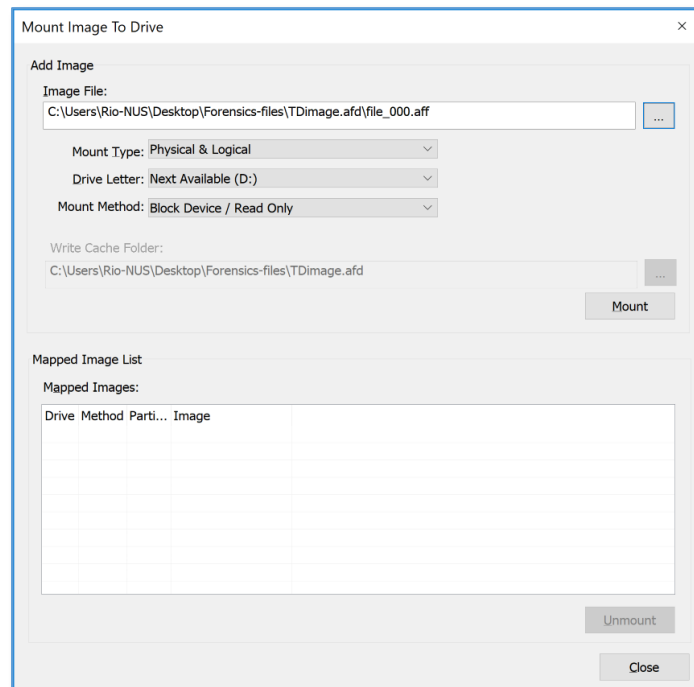 Mount Image To Drive
Add Image
Image File:
C:\Users\Rio-NUS\Desktop\Forensics-files\TDimage.afd\file_000.aff
...
Mount Type: Physical & Logical
Drive Letter: Next Available (D:)
Mount Method: Block Device / Read Only
Write Cache Folder:
C:\Users\Rio-NUS\Desktop\Forensics-files\TDimage.afd
...
Mount
Mapped Image List
Mapped Images:
Drive Method Parti... Image
Unmount
Close